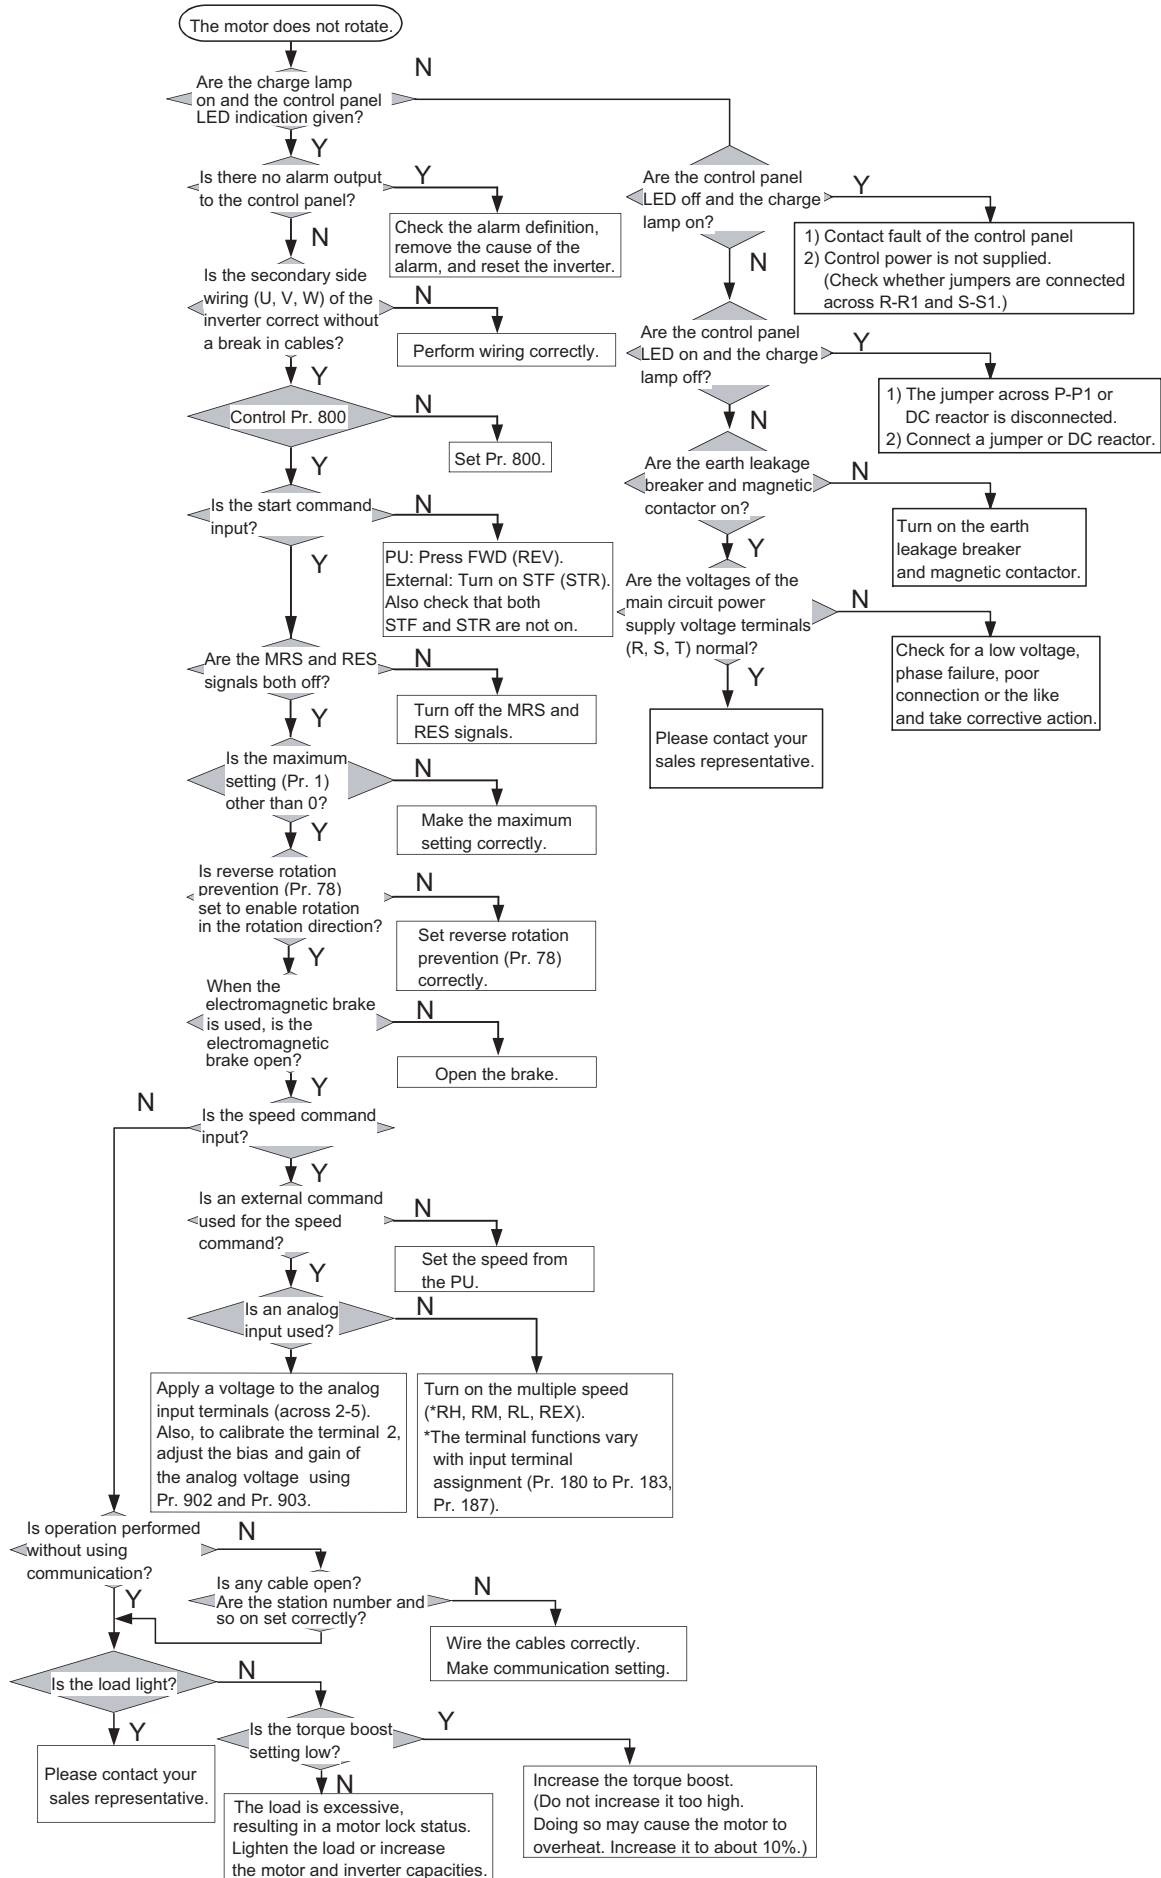 The motor does not rotate.
Are the charge lamp
on and the control panel
LED indication given?
N
Y
Is there no alarm output
to the control panel?
Y
Check the alarm definition,
remove the cause of the
alarm, and reset the inverter.
N
Is the secondary side
wiring (U, V, W) of the
inverter correct without
a break in cables?
N
Perform wiring correctly.
Y
Control Pr. 800
N
Set Pr. 800.
Y
Is the start command
input?
N
PU: Press FWD (REV).
External: Turn on STF (STR).
Also check that both
STF and STR are not on.
Y
Are the MRS and RES
signals both off?
N
Turn off the MRS and
RES signals.
Y
Is the maximum
setting (Pr. 1)
other than 0?
N
Make the maximum
setting correctly.
Y
Is reverse rotation
prevention (Pr. 78)
set to enable rotation
in the rotation direction?
N
Set reverse rotation
prevention (Pr. 78)
correctly.
Y
When the
electromagnetic brake
is used, is the
electromagnetic
brake open?
N
Open the brake.
Y
Is the speed command
input?
N
Y
Is an external command
used for the speed
command?
N
Set the speed from
the PU.
Y
Is an analog
input used?
N
Apply a voltage to the analog
input terminals (across 2-5).
Also, to calibrate the terminal 2,
adjust the bias and gain of
the analog voltage using
Pr. 902 and Pr. 903.
Turn on the multiple speed
(*RH, RM, RL, REX).
*The terminal functions vary
with input terminal
assignment (Pr. 180 to Pr. 183,
Pr. 187).
Is operation performed
without using
communication?
N
Y
Is any cable open?
Are the station number and
so on set correctly?
N
Wire the cables correctly.
Make communication setting.
Is the load light?
N
Y
Please contact your
sales representative.
Is the torque boost
setting low?
Y
N
The load is excessive,
resulting in a motor lock status.
Lighten the load or increase
the motor and inverter capacities.
Increase the torque boost.
(Do not increase it too high.
Doing so may cause the motor to
overheat. Increase it to about 10%.)
Are the control panel
LED off and the charge
lamp on?
Y
1) Contact fault of the control panel
2) Control power is not supplied.
(Check whether jumpers are connected
across R-R1 and S-S1.)
N
Are the control panel
LED on and the charge
lamp off?
Y
1) The jumper across P-P1 or
DC reactor is disconnected.
2) Connect a jumper or DC reactor.
N
Are the earth leakage
breaker and magnetic
contactor on?
N
Turn on the earth
leakage breaker
and magnetic contactor.
Y
Are the voltages of the
main circuit power
supply voltage terminals
(R, S, T) normal?
N
Check for a low voltage,
phase failure, poor
connection or the like
and take corrective action.
Y
Please contact your
sales representative.